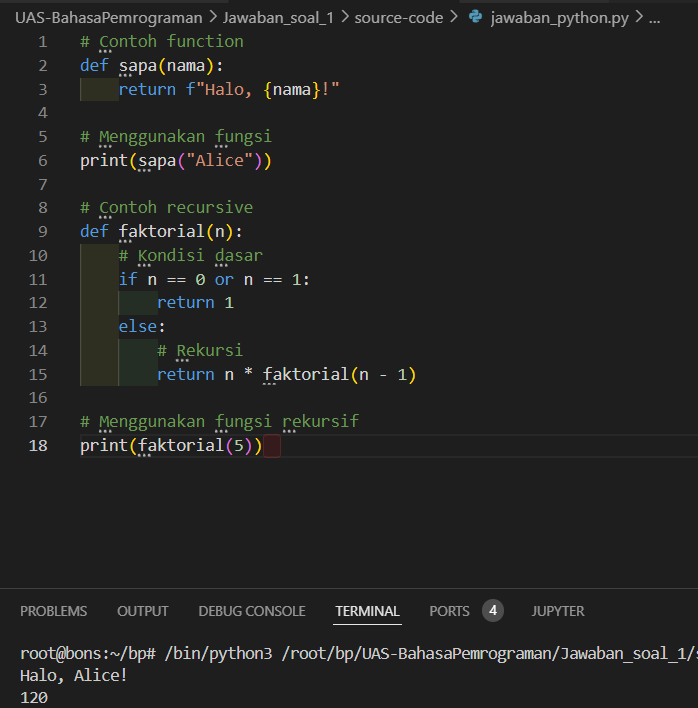 UAS-BahasaPemrograman > Jawaban_soal_1 > source-code > jawaban_python.py > ...
1 # Contoh function
2 def sapa(nama):
3     return f"Halo, {nama}!"
4
5 # Menggunakan fungsi
6 print(sapa("Alice"))
7
8 # Contoh recursive
9 def faktorial(n):
10     # Kondisi dasar
11     if n == 0 or n == 1:
12         return 1
13     else:
14         # Rekursi
15         return n * faktorial(n - 1)
16
17 # Menggunakan fungsi rekursif
18 print(faktorial(5))
PROBLEMS OUTPUT DEBUG CONSOLE TERMINAL PORTS 4 JUPYTER
root@bons:~/bp# /bin/python3 /root/bp/UAS-BahasaPemrograman/Jawaban_soal_1/
Halo, Alice!
120